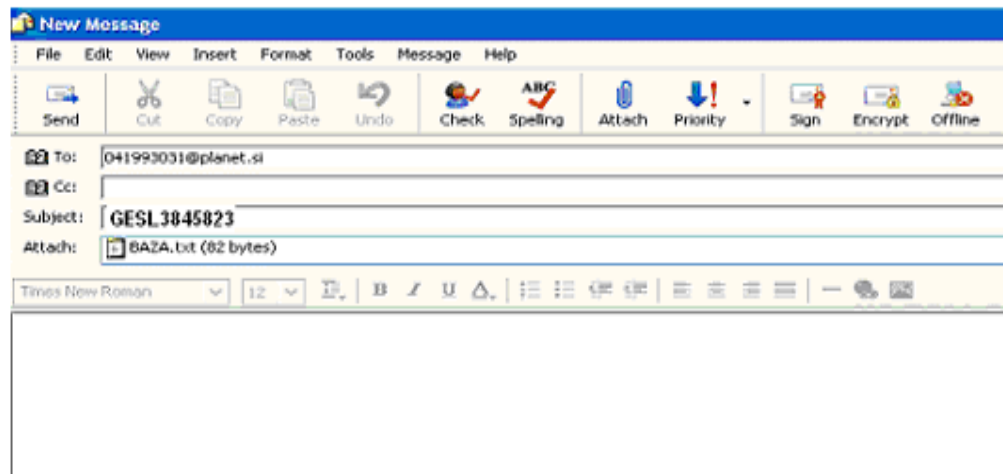 New Message
File Edit View Insert Format Tools Message Help
ABC
Send Cut Copy Paste Undo Check Spelling Attach Priority Sign Encrypt Offline
To: 041993031@planet.si
Cc:
Subject: GESL3845823
Attach: BAZA.txt (82 bytes)
Times New Roman 12 B I U A